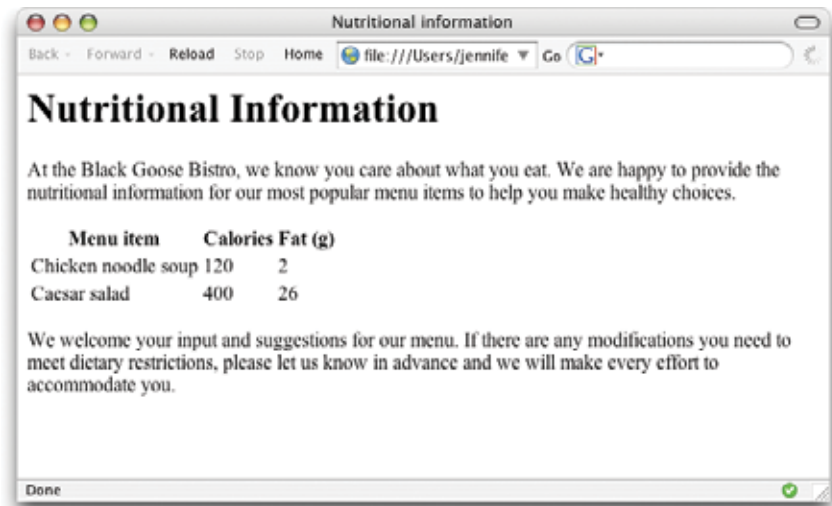 Nutritional information
Back Forward Reload Stop Home file:///Users/jennife Go G
Nutritional Information
At the Black Goose Bistro, we know you care about what you eat. We are happy to provide the
nutritional information for our most popular menu items to help you make healthy choices.
Menu item Calories Fat (g)
Chicken noodle soup 120 2
Caesar salad 400 26
We welcome your input and suggestions for our menu. If there are any modifications you need to
meet dietary restrictions, please let us know in advance and we will make every effort to
accommodate you.
Done